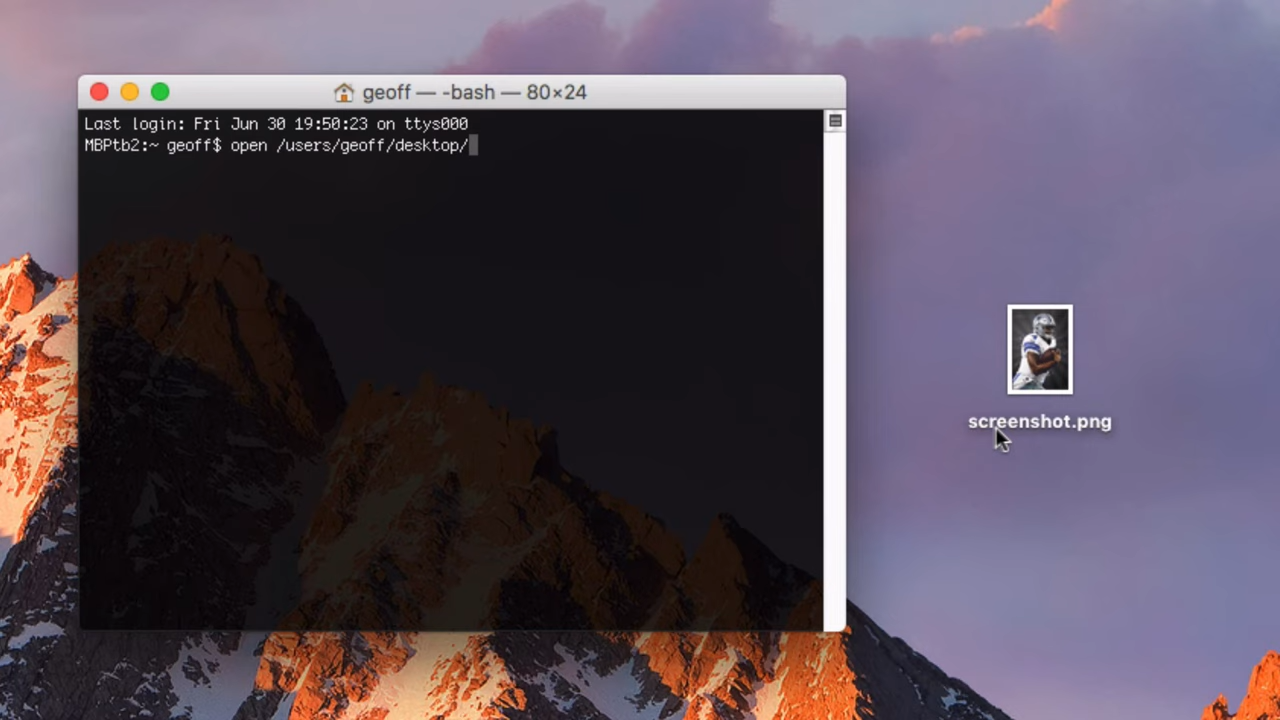 geoff — -bash — 80×24
Last login: Fri Jun 30 19:50:23 on ttys000
MBPtb2:~ geoff$ open /users/geoff/desktop/
screenshot.png